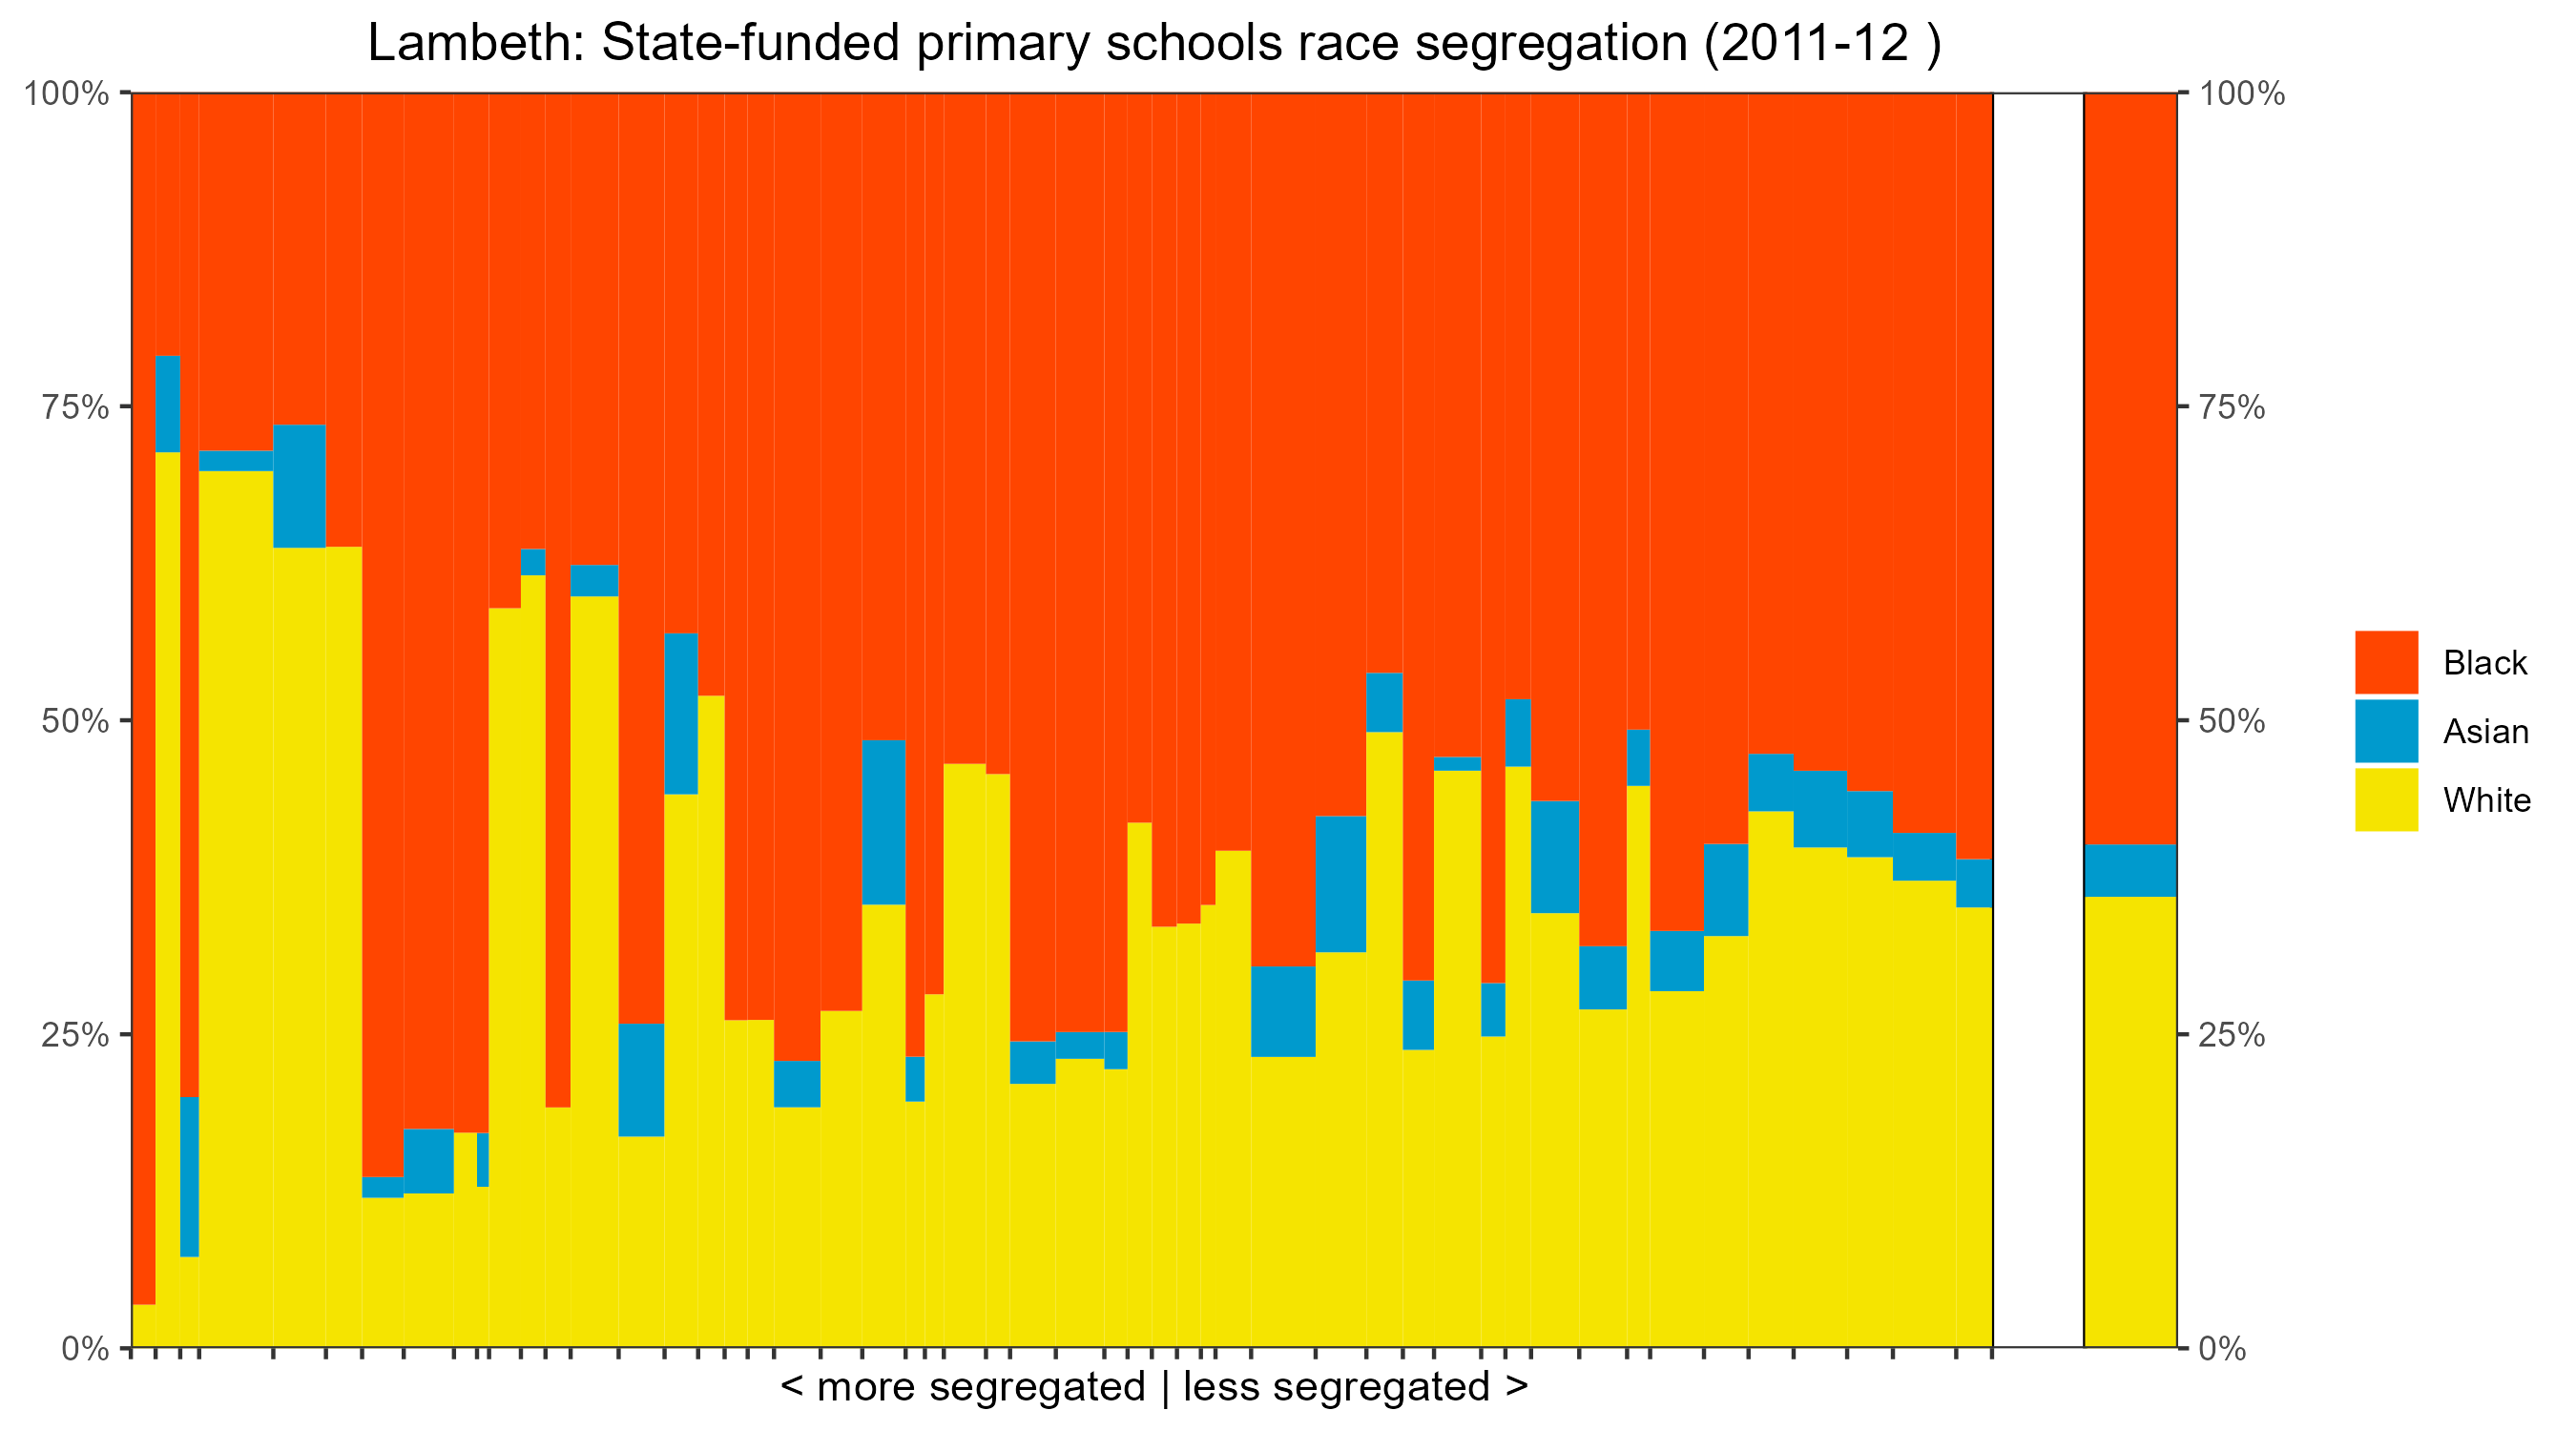 Lambeth: State-funded primary schools race segregation (2011-12 )
100%
75%
50%
25%
0%
100%
75%
50%
25%
0%
Black
Asian
White
< more segregated | less segregated >